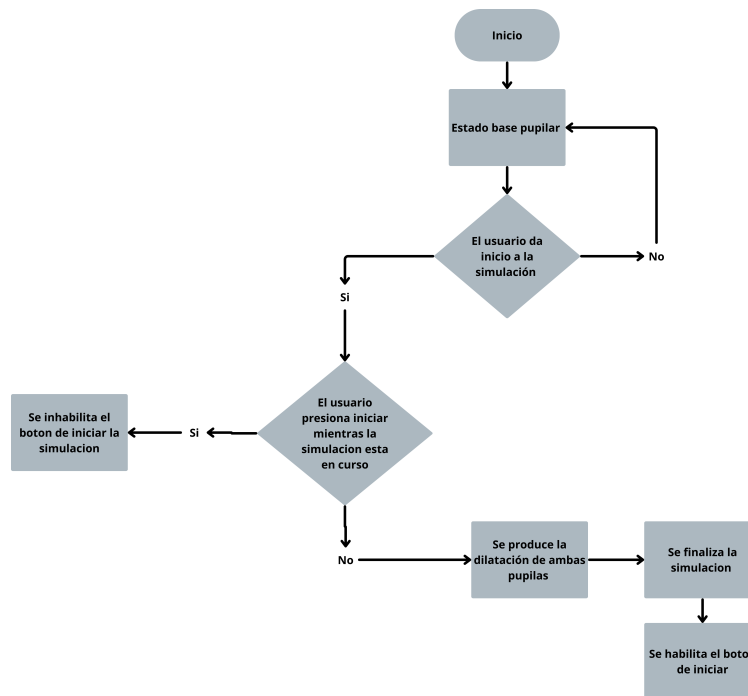 Inicio
Estado base pupilar
El usuario da
inicio a la
simulación
No
Si
El usuario
presiona iniciar
mientras la
simulacion esta
en curso
Si
Se inhabilita el
boton de iniciar la
simulacion
No
Se produce la
dilatación de ambas
pupilas
Se finaliza la
simulacion
Se habilita el boto
de iniciar